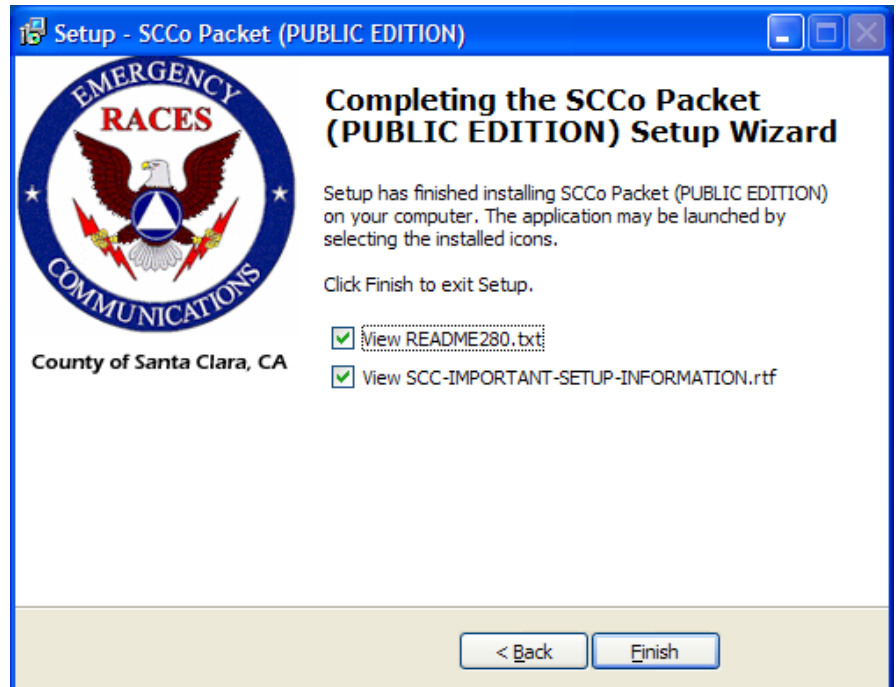 Setup - SCCo Packet (PUBLIC EDITION)
EMERGENCY
RACES
COMMUNICATIONS
County of Santa Clara, CA
Completing the SCCo Packet
(PUBLIC EDITION) Setup Wizard
Setup has finished installing SCCo Packet (PUBLIC EDITION)
on your computer. The application may be launched by
selecting the installed icons.
Click Finish to exit Setup.
View README280.txt
View SCC-IMPORTANT-SETUP-INFORMATION.rtf
< Back
Finish